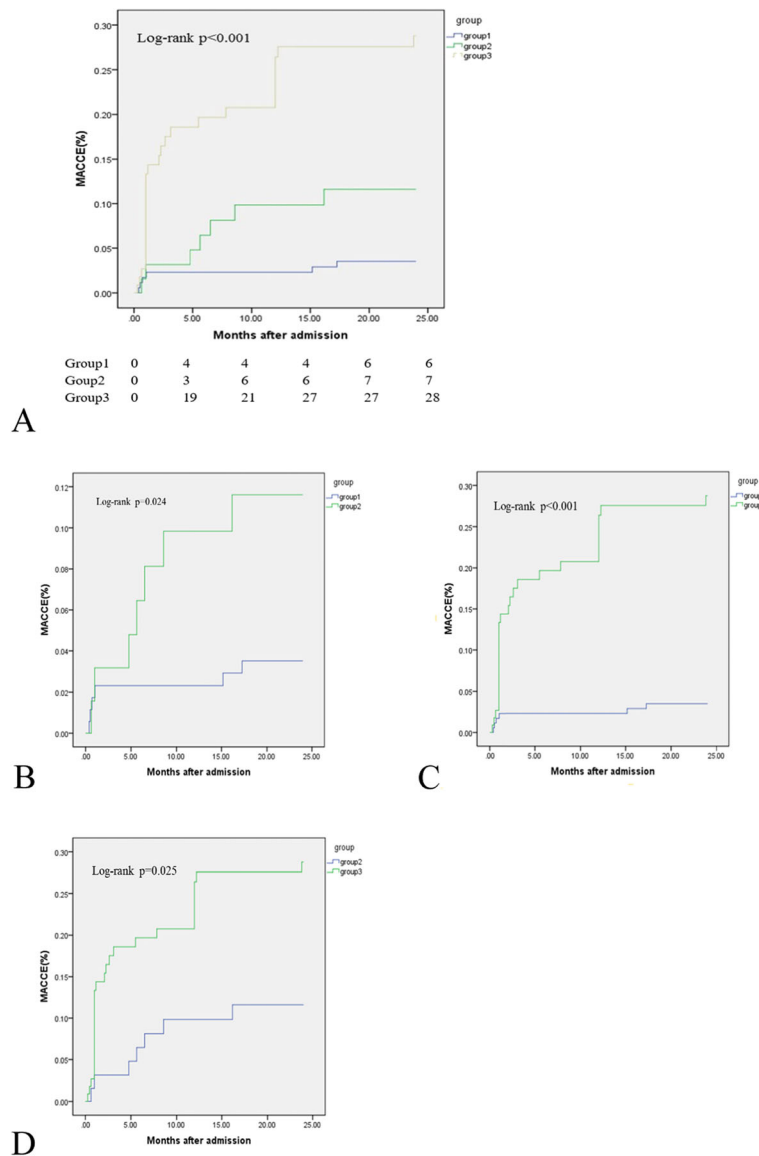 group
Log-rank p<0.001
group1
group2
group3
0.30
0.25
0.20
0.15
0.10
0.05
0.00
MACCE(%)
.00 5.00 10.00 15.00 20.00 25.00
Months after admission
Group1 0 4 4 4 6 6
Goup2 0 3 6 6 7 7
Group3 0 19 21 27 27 28
A
group
Log-rank p=0.024
group1
group2
0.12
0.10
0.08
0.06
0.04
0.02
0.00
MACCE(%)
.00 5.00 10.00 15.00 20.00 25.00
Months after admission
B
group
Log-rank p<0.001
group
group
0.30
0.25
0.20
0.15
0.10
0.05
0.00
MACCE(%)
.00 5.00 10.00 15.00 20.00 25.00
Months after admission
C
group
Log-rank p=0.025
group2
group3
0.30
0.25
0.20
0.15
0.10
0.05
0.00
MACCE(%)
.00 5.00 10.00 15.00 20.00 25.00
Months after admission
D